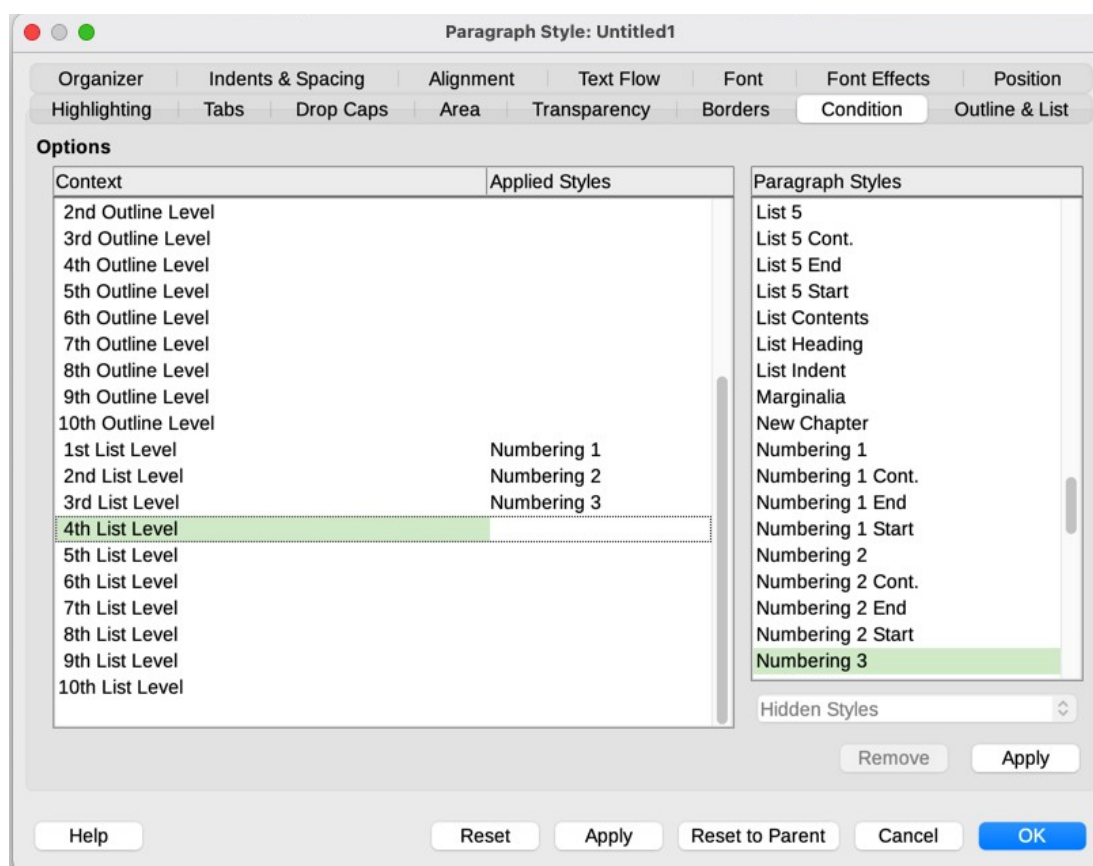 Paragraph Style: Untitled1
Organizer Indents & Spacing Alignment Text Flow Font Font Effects Position
Highlighting Tabs Drop Caps Area Transparency Borders Condition Outline & List
Options
Context Applied Styles
2nd Outline Level
3rd Outline Level
4th Outline Level
5th Outline Level
6th Outline Level
7th Outline Level
8th Outline Level
9th Outline Level
10th Outline Level
1st List Level Numbering 1
2nd List Level Numbering 2
3rd List Level Numbering 3
4th List Level
5th List Level
6th List Level
7th List Level
8th List Level
9th List Level
10th List Level
Paragraph Styles
List 5
List 5 Cont.
List 5 End
List 5 Start
List Contents
List Heading
List Indent
Marginalia
New Chapter
Numbering 1
Numbering 1 Cont.
Numbering 1 End
Numbering 1 Start
Numbering 2
Numbering 2 Cont.
Numbering 2 End
Numbering 2 Start
Numbering 3
Hidden Styles
Remove Apply
Help Reset Apply Reset to Parent Cancel OK